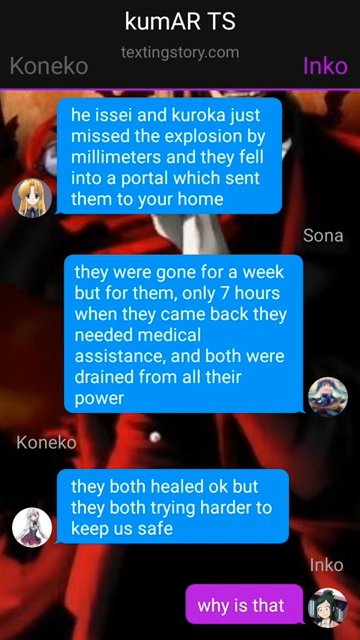 kumAR TS
textingstory.com
Koneko
Inko
he issei and kuroka just
missed the explosion by
millimeters and they fell
into a portal which sent
them to your home
Sona
they were gone for a week
but for them, only 7 hours
when they came back they
needed medical
assistance, and both were
drained from all their
power
Koneko
they both healed ok but
they both trying harder to
keep us safe
Inko
why is that